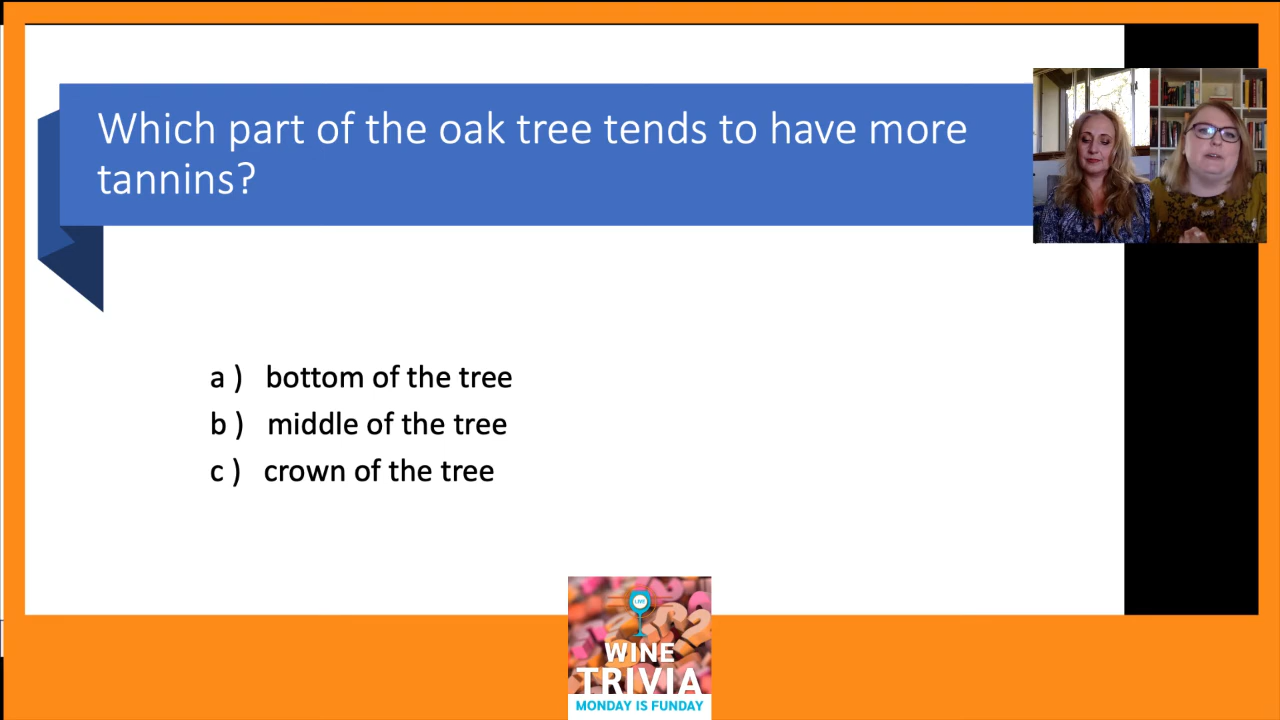 Which part of the oak tree tends to have more
tannins?
a ) bottom of the tree
b ) middle of the tree
c ) crown of the tree
LIVE
WINE
TRIVIA
MONDAY IS FUNDAY